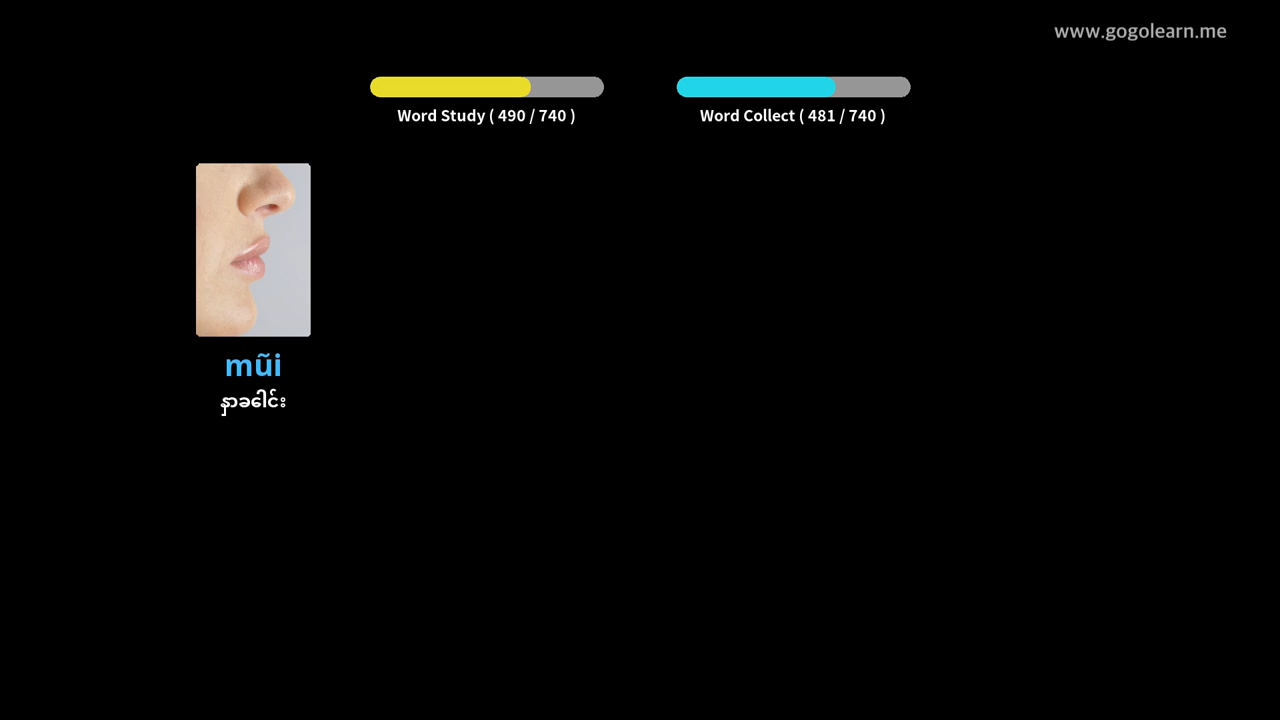 www.gogolearn.me
Word Study ( 490 / 740 )
Word Collect ( 481 / 740 )
mũi
နှာခေါင်း